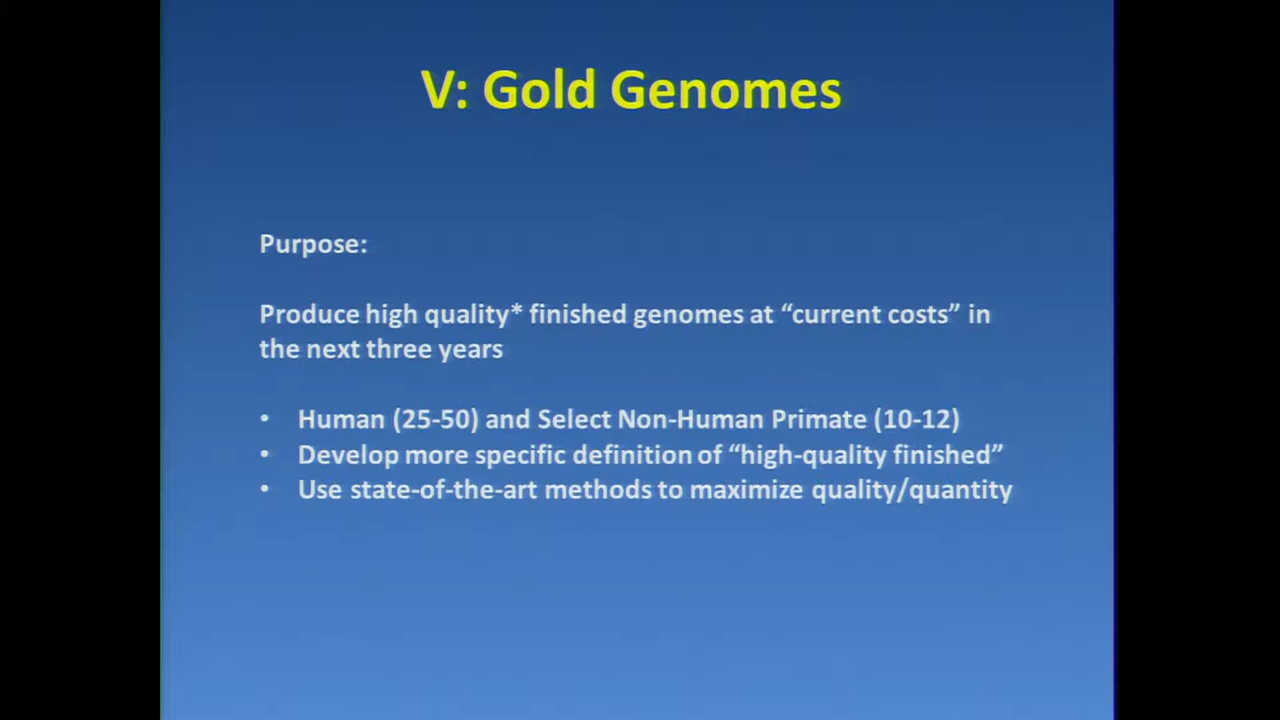 V: Gold Genomes
Purpose:
Produce high quality* finished genomes at “current costs” in
the next three years
• Human (25-50) and Select Non-Human Primate (10-12)
• Develop more specific definition of “high-quality finished”
• Use state-of-the-art methods to maximize quality/quantity